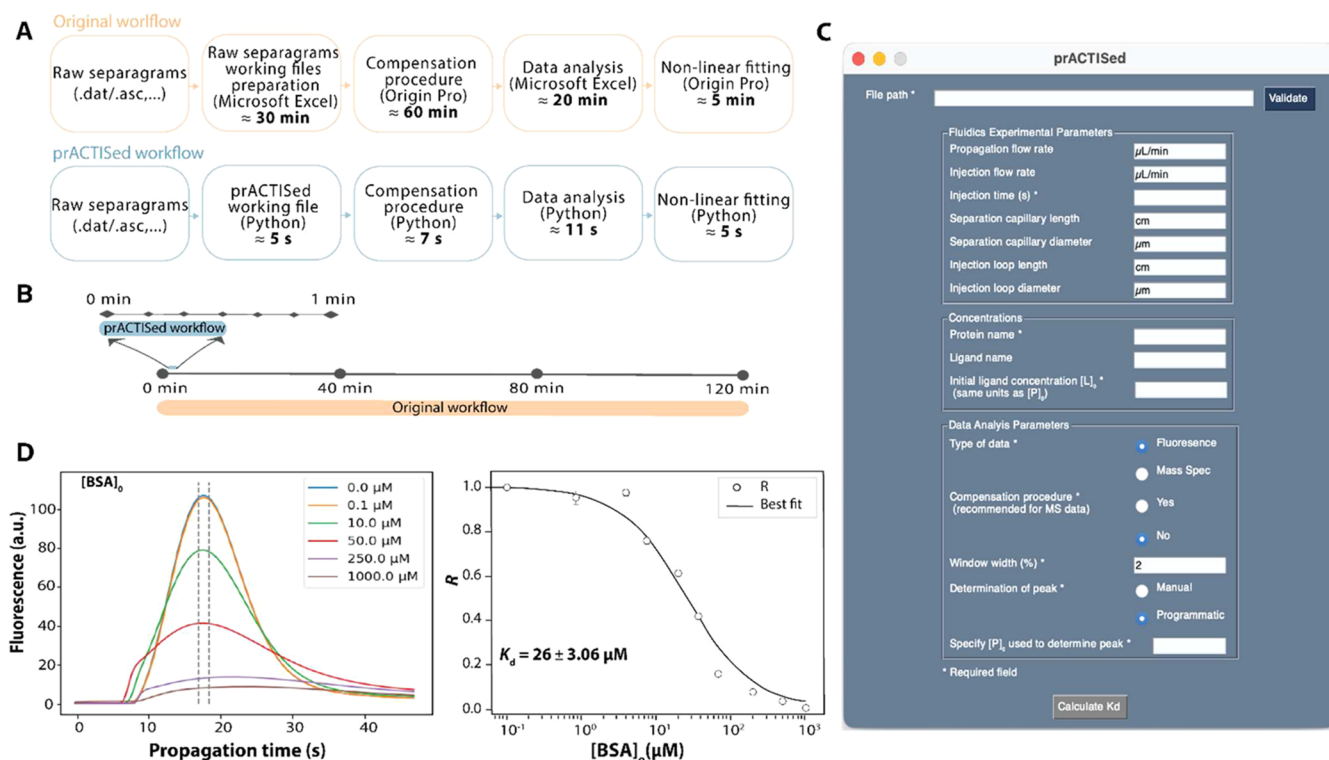 A
Original worlflow
Raw separagrams
(.dat/.asc,...)
Raw separagrams
working files
preparation
(Microsoft Excel)
≈ 30 min
Compensation
procedure
(Origin Pro)
≈ 60 min
Data analysis
(Microsoft Excel)
≈ 20 min
Non-linear fitting
(Origin Pro)
≈ 5 min
prACTISed workflow
Raw separagrams
(.dat/.asc,...)
prACTISed
working file
(Python)
≈ 5 s
Compensation
procedure
(Python)
≈ 7 s
Data analysis
(Python)
≈ 11 s
Non-linear fitting
(Python)
≈ 5 s
B
0 min 1 min
prACTISed workflow
0 min 40 min 80 min 120 min
Original workflow
C
prACTISed
File path * Validate
Fluidics Experimental Parameters
Propagation flow rate µL/min
Injection flow rate µL/min
Injection time (s) *
Separation capillary length cm
Separation capillary diameter µm
Injection loop length cm
Injection loop diameter µm
Concentrations
Protein name *
Ligand name
Initial ligand concentration [L]₀ *
(same units as [P]₀)
Data Analyis Parameters
Type of data * Fluoresence
Mass Spec
Compensation procedure * Yes
(recommended for MS data)
No
Window width (%) * 2
Determination of peak * Manual
Programmatic
Specify [P]₀ used to determine peak *
* Required field
Calculate Kd
D
[BSA]₀
0.0 µM
0.1 µM
10.0 µM
50.0 µM
250.0 µM
1000.0 µM
Fluorescence (a.u.)
100
80
60
40
20
0
0 10 20 30 40
Propagation time (s)
R
Best fit
R
1.0
0.8
0.6
0.4
0.2
0.0
K_d = 26 ± 3.06 µM
10⁻¹ 10⁰ 10¹ 10² 10³
[BSA]₀(µM)